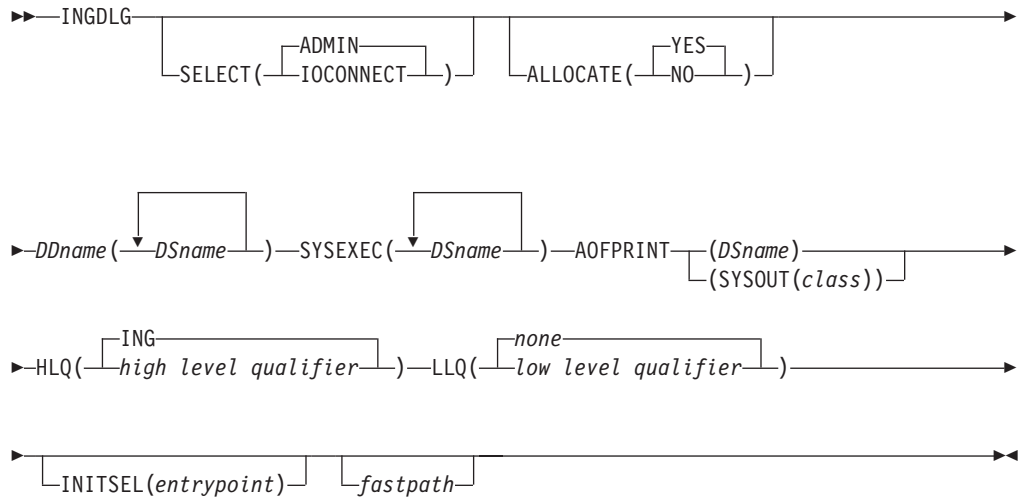 INGDLG
ADMIN YES
SELECT( IOCONNECT ) ALLOCATE( NO )
DDname( DSname ) SYSEXEC( DSname ) AOFPRINT (DSname)
(SYSOUT(class))
ING none
HLQ( high level qualifier ) LLQ( low level qualifier )
INITSEL(entrypoint) fastpath